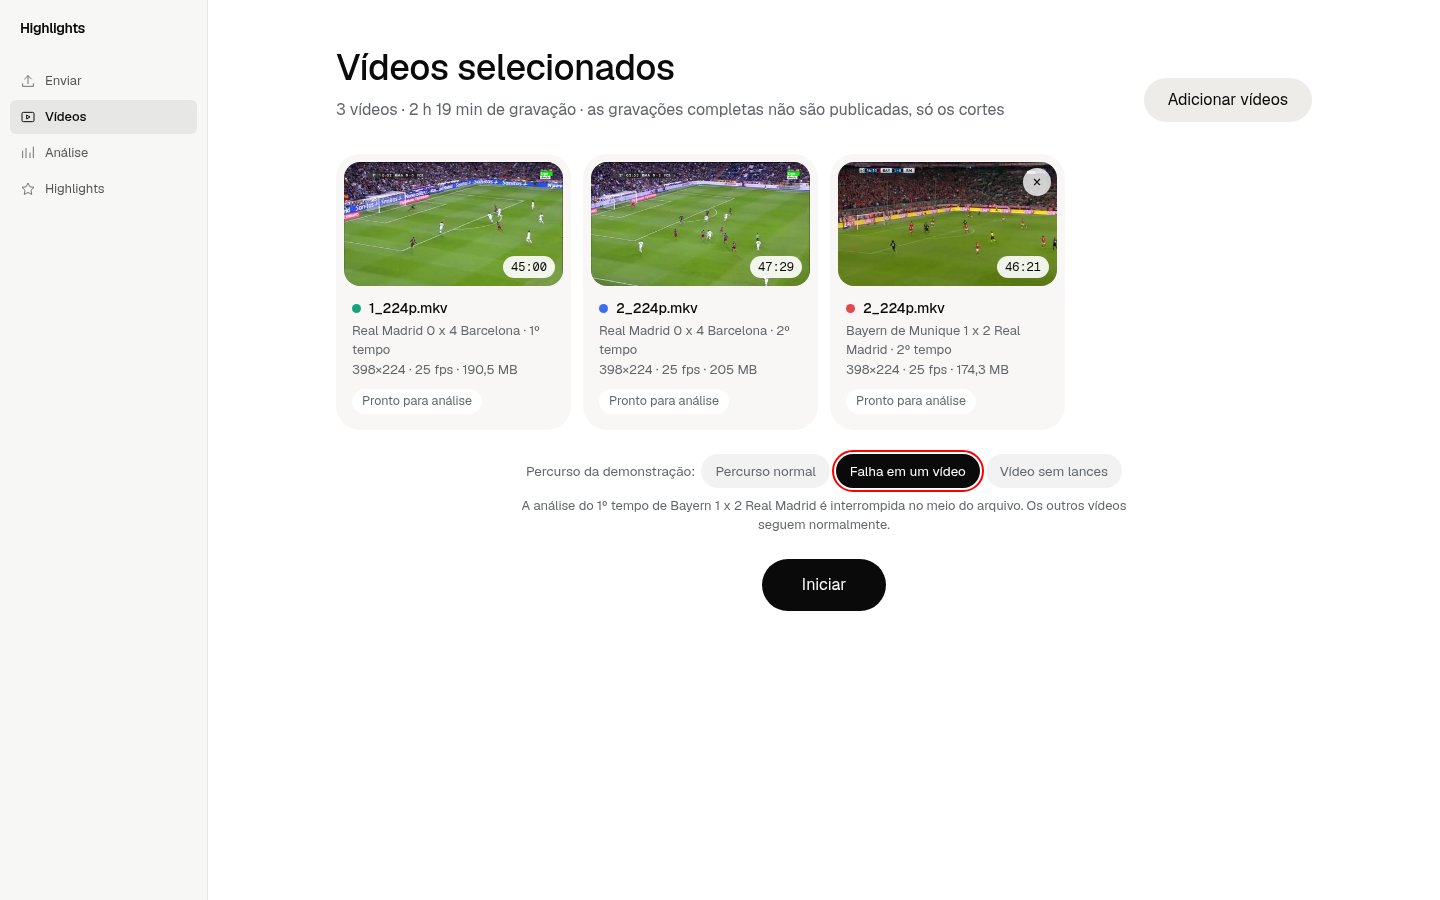 Highlights
Enviar
Vídeos
Análise
Highlights
Vídeos selecionados
3 vídeos · 2 h 19 min de gravação · as gravações completas não são publicadas, só os cortes
Adicionar vídeos
45:00
47:29
46:21
1_224p.mkv
Real Madrid 0 x 4 Barcelona · 1º
tempo
398×224 · 25 fps · 190,5 MB
Pronto para análise
2_224p.mkv
Real Madrid 0 x 4 Barcelona · 2º
tempo
398×224 · 25 fps · 205 MB
Pronto para análise
2_224p.mkv
Bayern de Munique 1 x 2 Real
Madrid · 2º tempo
398×224 · 25 fps · 174,3 MB
Pronto para análise
Percurso da demonstração:
Percurso normal
Falha em um vídeo
Vídeo sem lances
A análise do 1º tempo de Bayern 1 x 2 Real Madrid é interrompida no meio do arquivo. Os outros vídeos
seguem normalmente.
Iniciar